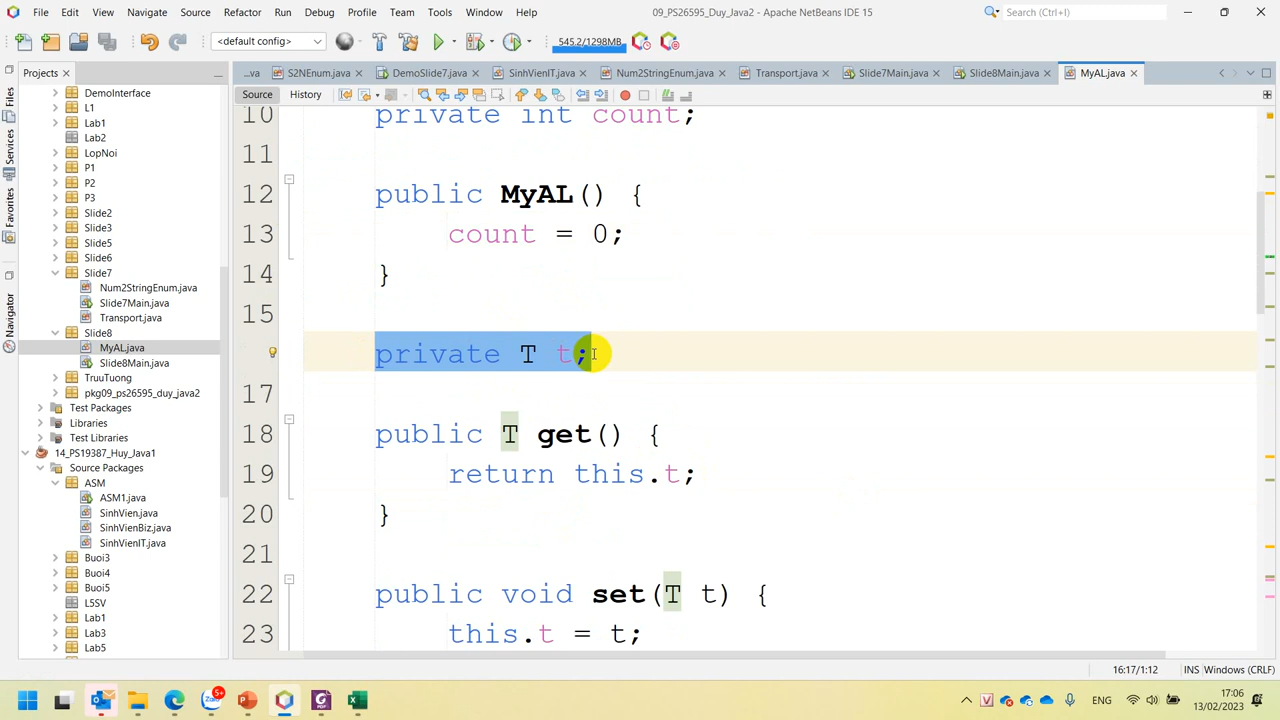 File Edit View Navigate Source Refactor Run Debug Profile Team Tools Window Help
09_PS26595_Duy_Java2 - Apache NetBeans IDE 15
Search (Ctrl+I)
<default config>
545.2/1298MB
Projects
...va
S2NEnum.java
DemoSlide7.java
SinhVienIT.java
Num2StringEnum.java
Transport.java
Slide7Main.java
Slide8Main.java
MyAL.java
Source
History
Files
Services
Favorites
Navigator
DemoInterface
L1
Lab1
Lab2
LopNoi
P1
P2
P3
Slide2
Slide3
Slide5
Slide6
Slide7
Num2StringEnum.java
Slide7Main.java
Transport.java
Slide8
MyAL.java
Slide8Main.java
TruuTuong
pkg09_ps26595_duy_java2
Test Packages
Libraries
Test Libraries
14_PS19387_Huy_Java1
Source Packages
ASM
ASM1.java
SinhVien.java
SinhVienBiz.java
SinhVienIT.java
Buoi3
Buoi4
Buoi5
L5SV
Lab1
Lab3
Lab5
10 private int count;
11
12 public MyAL() {
13 count = 0;
14 }
15
private T t;
17
18 public T get() {
19 return this.t;
20 }
21
22 public void set(T t) {
23 this.t = t;
16:17/1:12
INS
Windows (CRLF)
Zalo
5+
ENG
17:06
13/02/2023